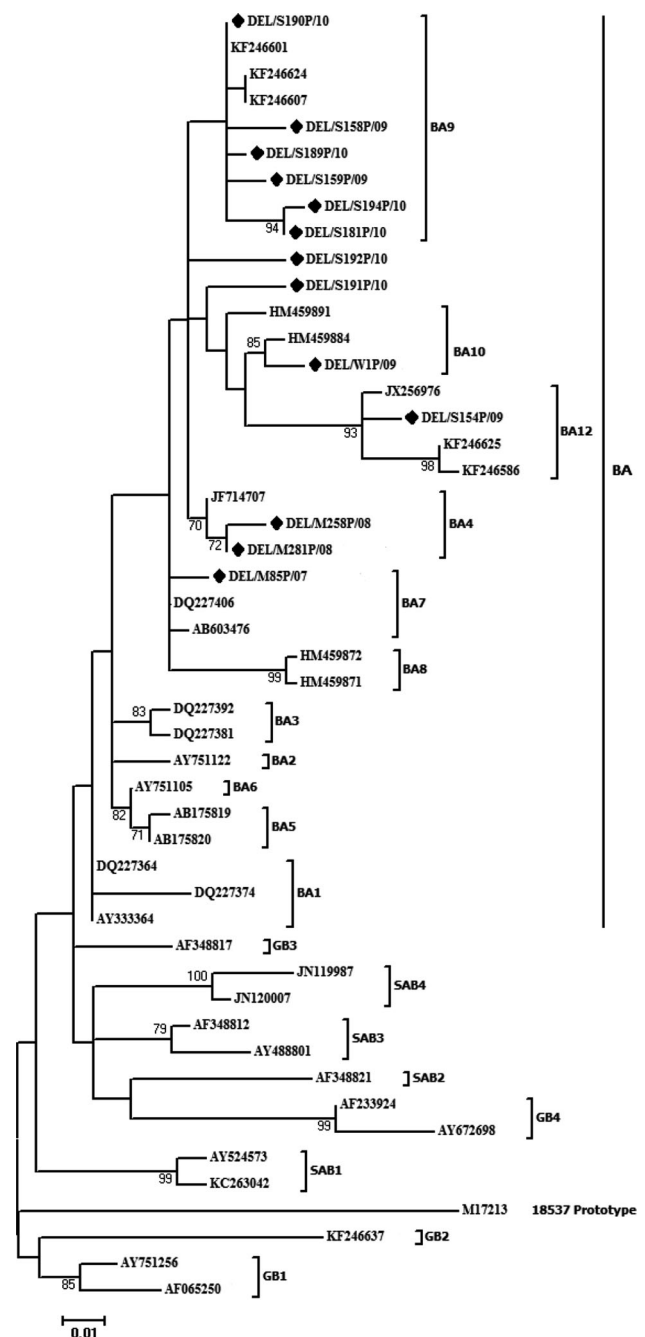 DEL/S190P/10
KF246601
KF246624
KF246607
DEL/S158P/09
BA9
DEL/S189P/10
DEL/S159P/09
DEL/S194P/10
94
DEL/S181P/10
DEL/S192P/10
DEL/S191P/10
HM459891
HM459884
85
BA10
DEL/W1P/09
JX256976
DEL/S154P/09
93
BA12
KF246625
98
KF246586
BA
JF714707
70
DEL/M258P/08
BA4
72
DEL/M281P/08
DEL/M85P/07
DQ227406
BA7
AB603476
HM459872
BA8
99
HM459871
83
DQ227392
BA3
DQ227381
AY751122
BA2
AY751105
BA6
82
AB175819
BA5
71
AB175820
DQ227364
DQ227374
BA1
AY333364
AF348817
GB3
100
JN119987
SAB4
JN120007
79
AF348812
SAB3
AY488801
AF348821
SAB2
AF233924
GB4
99
AY672698
AY524573
SAB1
99
KC263042
M17213
18537 Prototype
KF246637
GB2
AY751256
GB1
85
AF065250
0.01